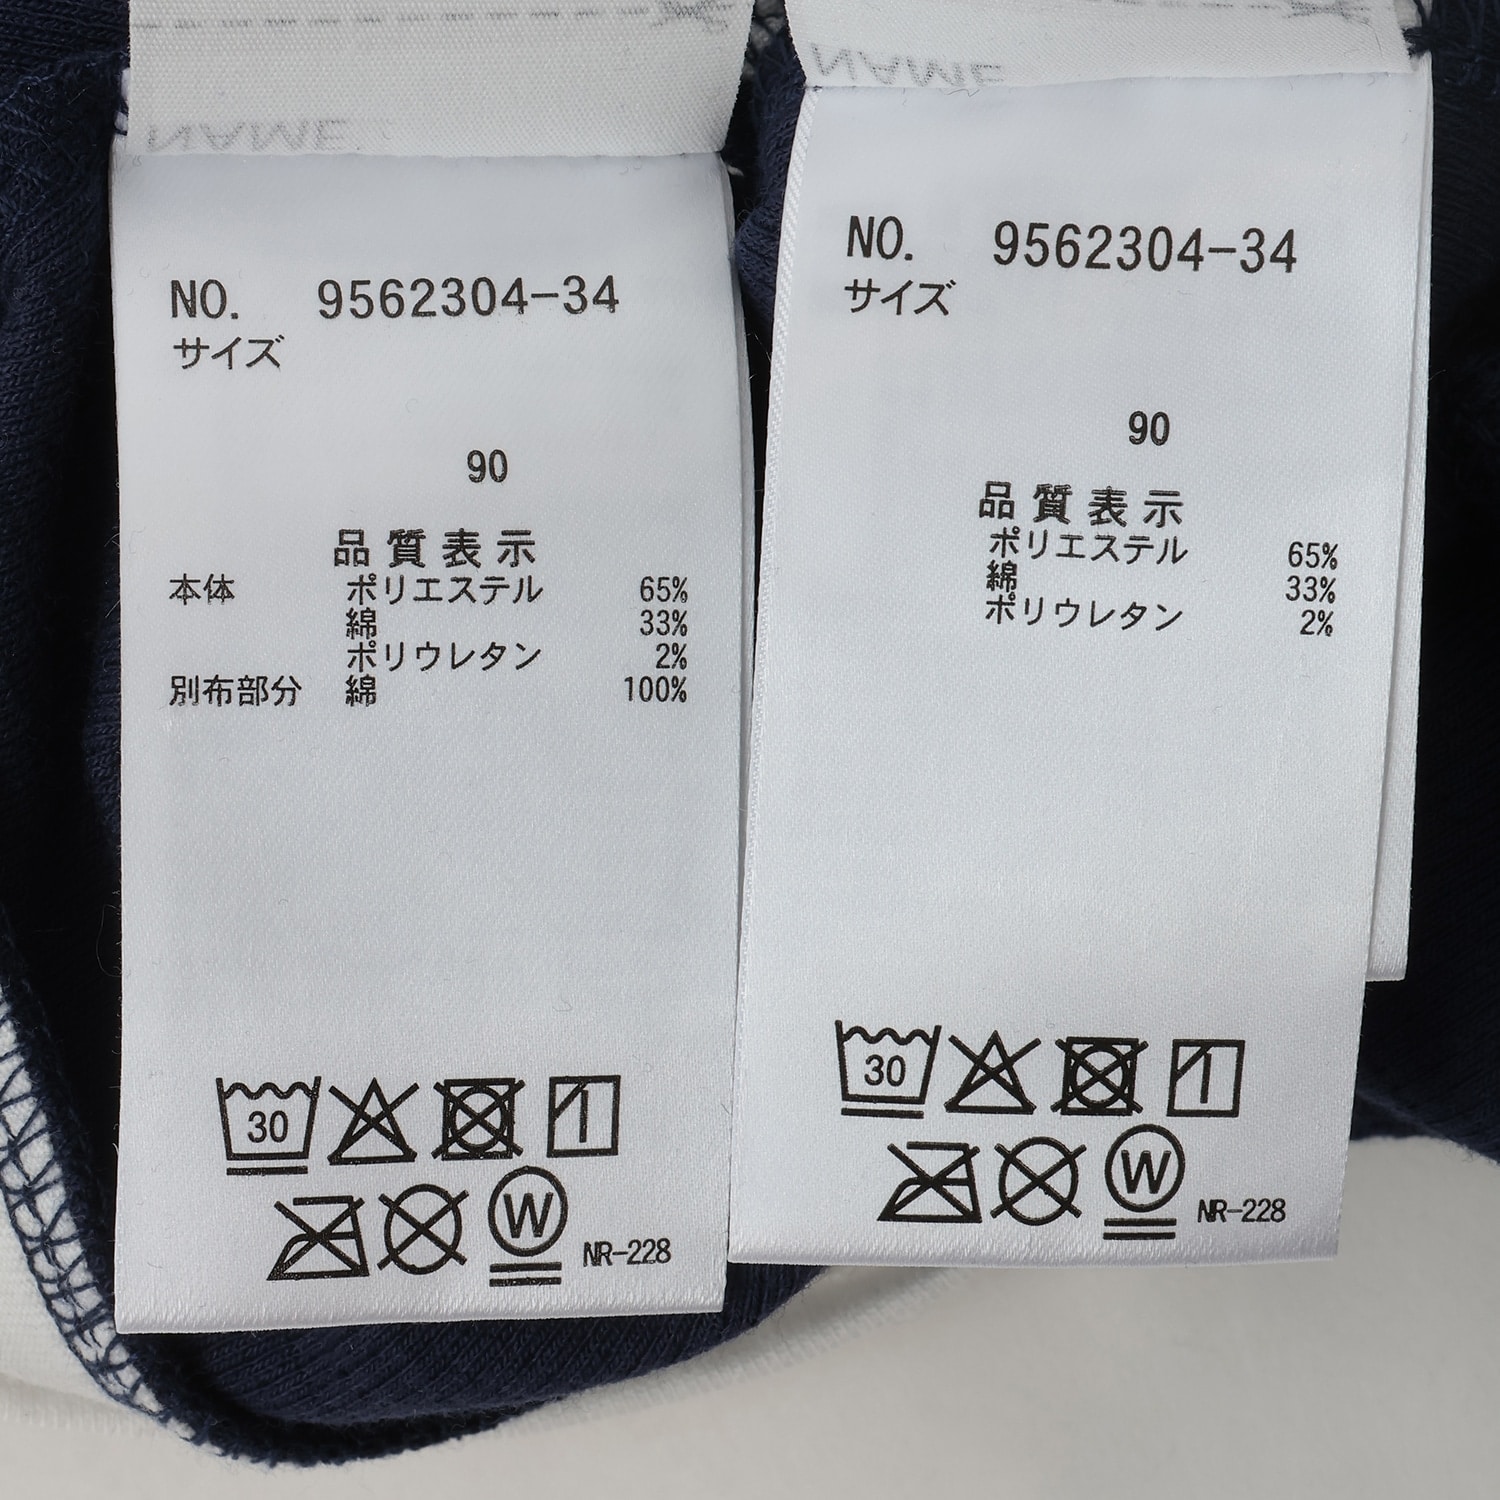 NAME
NO. 9562304-34
サイズ
90
品質表示
本体 ポリエステル 65%
綿 33%
ポリウレタン 2%
別布部分 綿 100%
30
W NR-228
NAME
NO. 9562304-34
サイズ
90
品質表示
ポリエステル 65%
綿 33%
ポリウレタン 2%
30
W NR-228